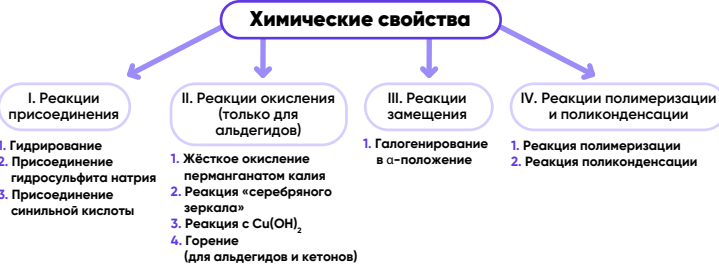 Химические свойства
I. Реакции
присоединения
1. Гидрирование
2. Присоединение
гидросульфита натрия
3. Присоединение
синильной кислоты
II. Реакции окисления
(только для
альдегидов)
1. Жёсткое окисление
перманганатом калия
2. Реакция «серебряного
зеркала»
3. Реакция с Cu(OH)₂
4. Горение
(для альдегидов и кетонов)
III. Реакции
замещения
1. Галогенирование
в α-положение
IV. Реакции полимеризации
и поликонденсации
1. Реакция полимеризации
2. Реакция поликонденсации